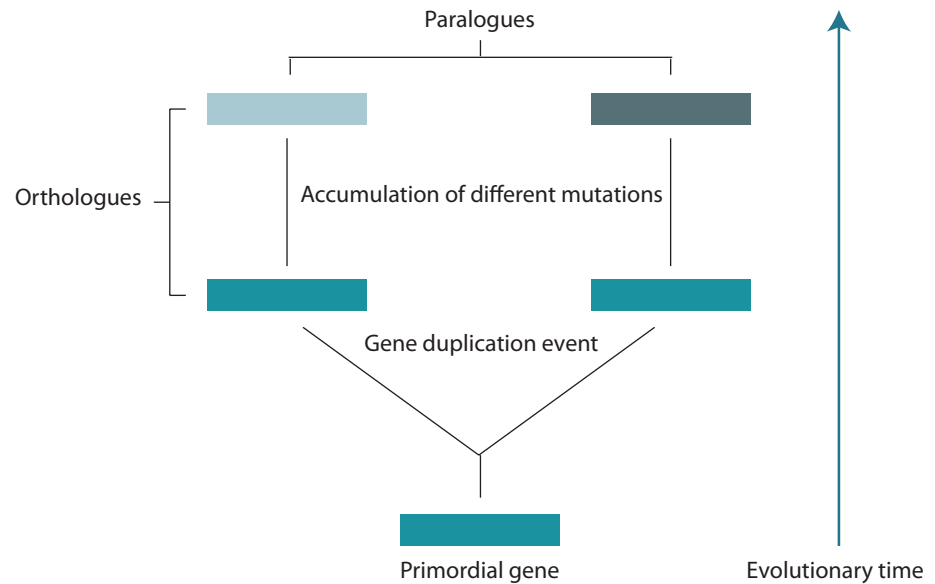 Paralogues
Orthologues
Accumulation of different mutations
Gene duplication event
Primordial gene
Evolutionary time